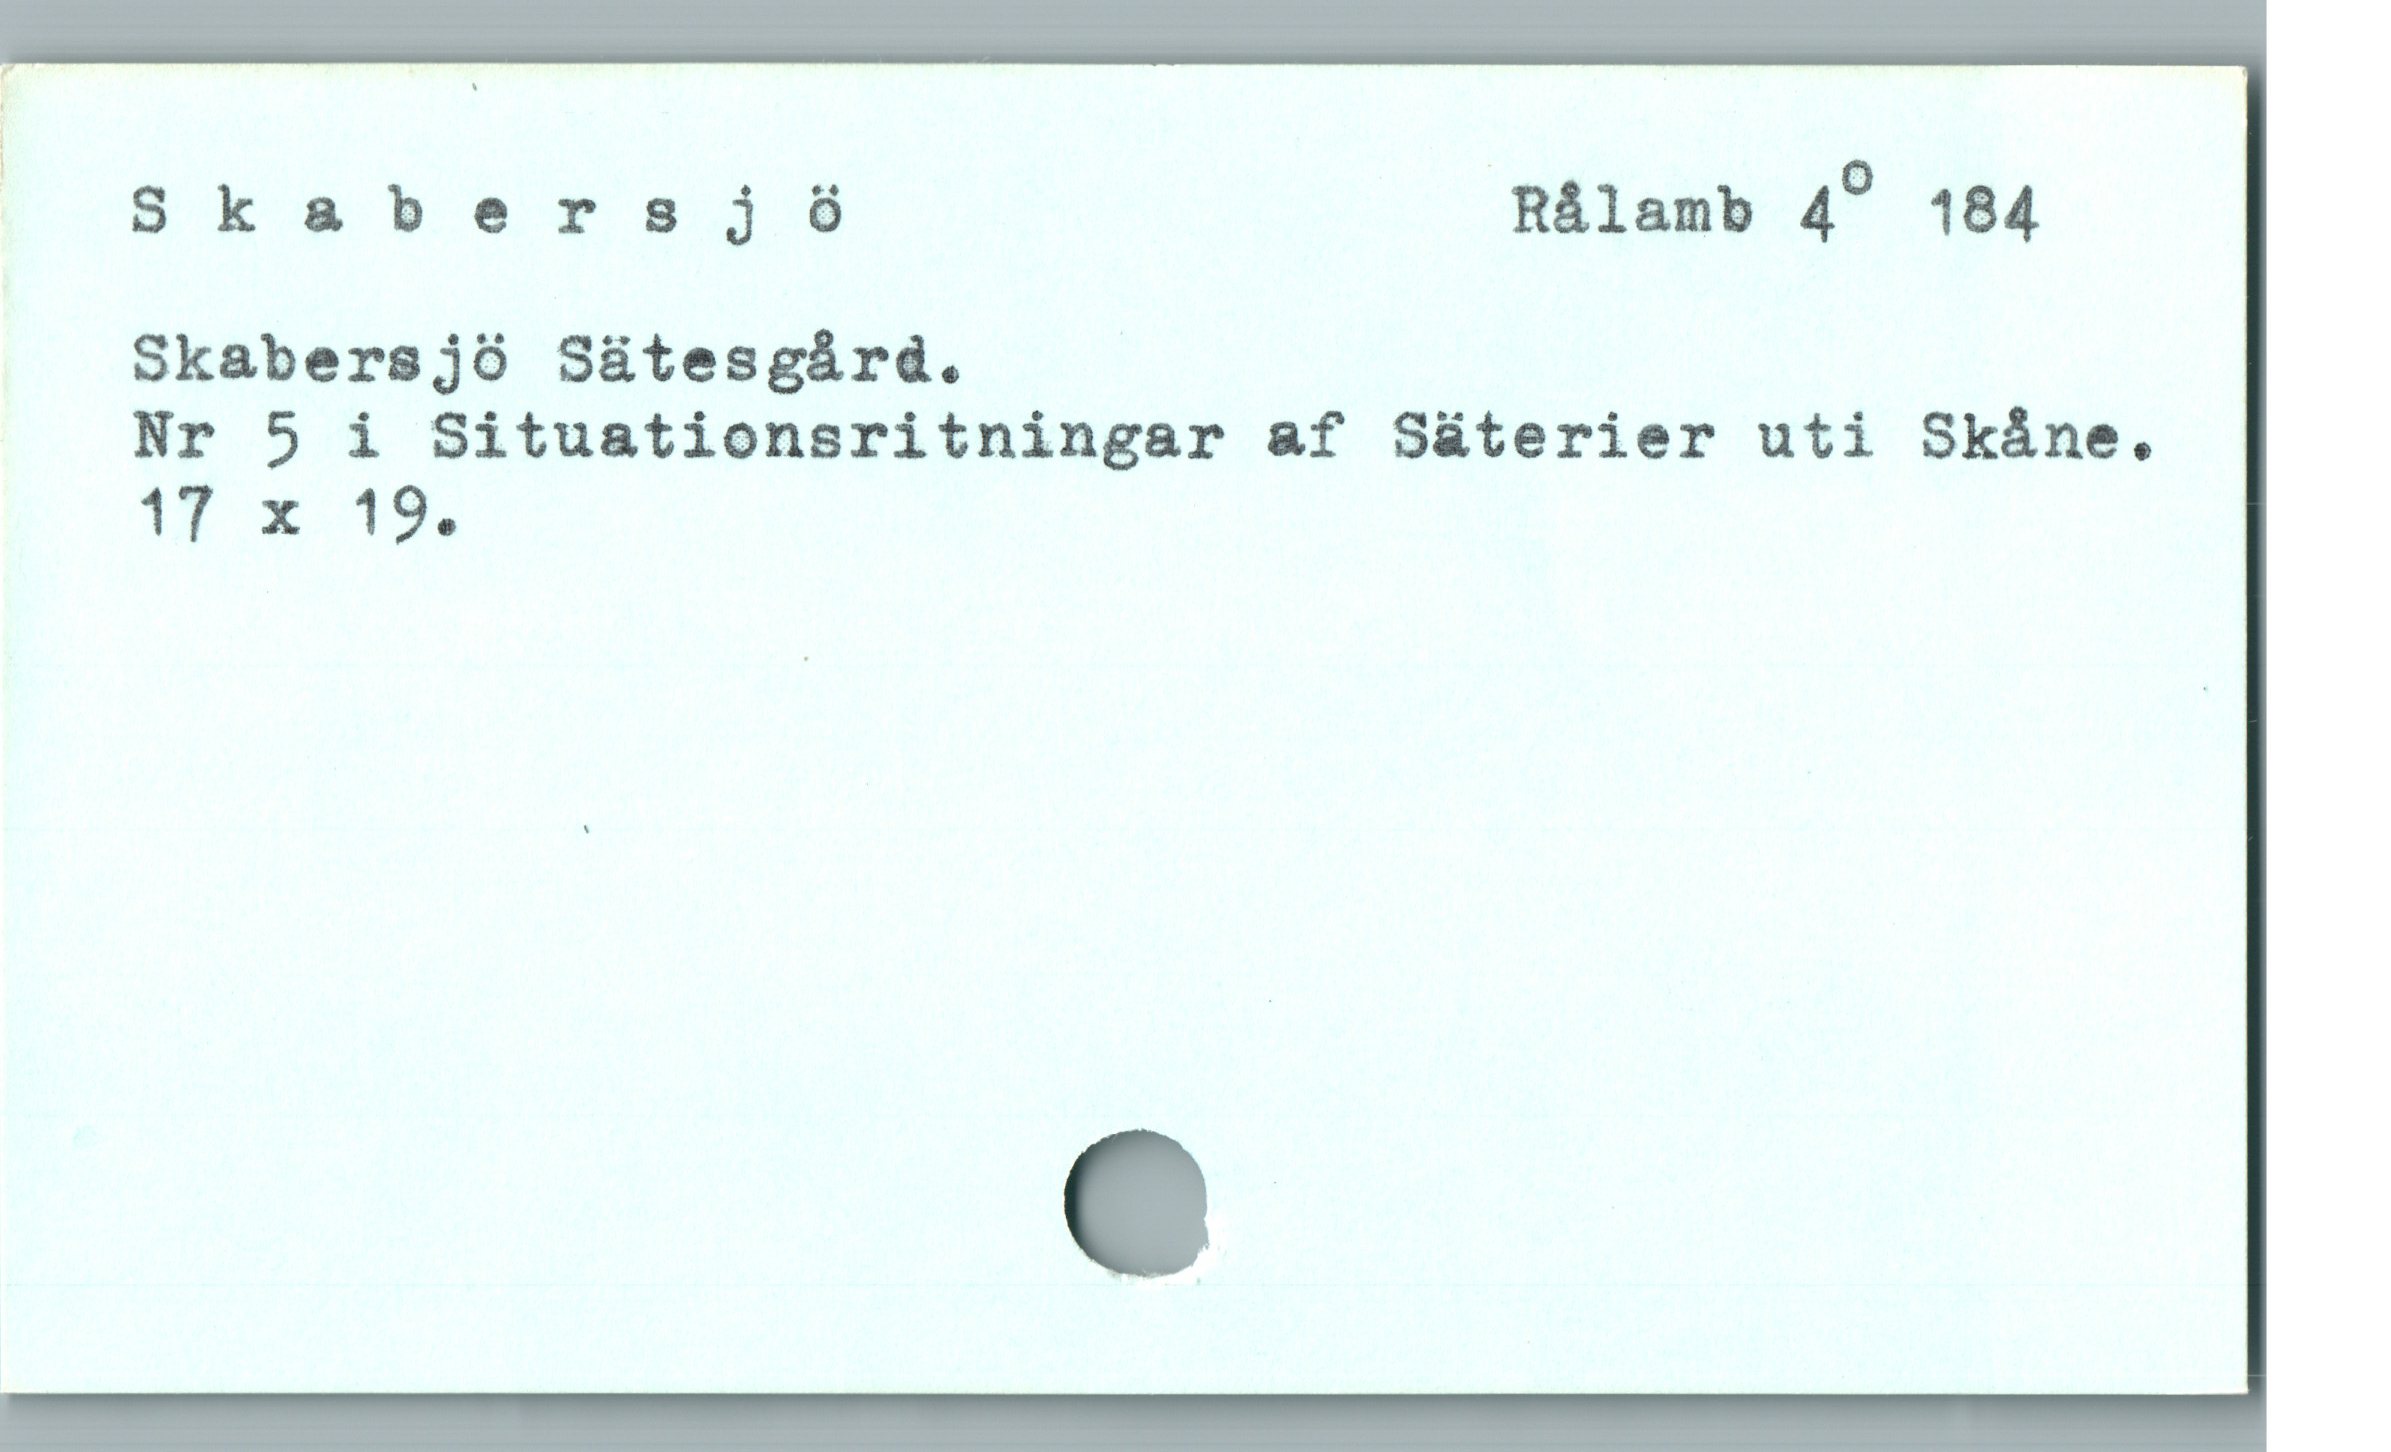 S k a b e r s j ö Rålamb 4° 184
Skabersjö Sätesgård.
Nr 5 i Situationsritningar af Säterier uti Skåne.
17 x 19.